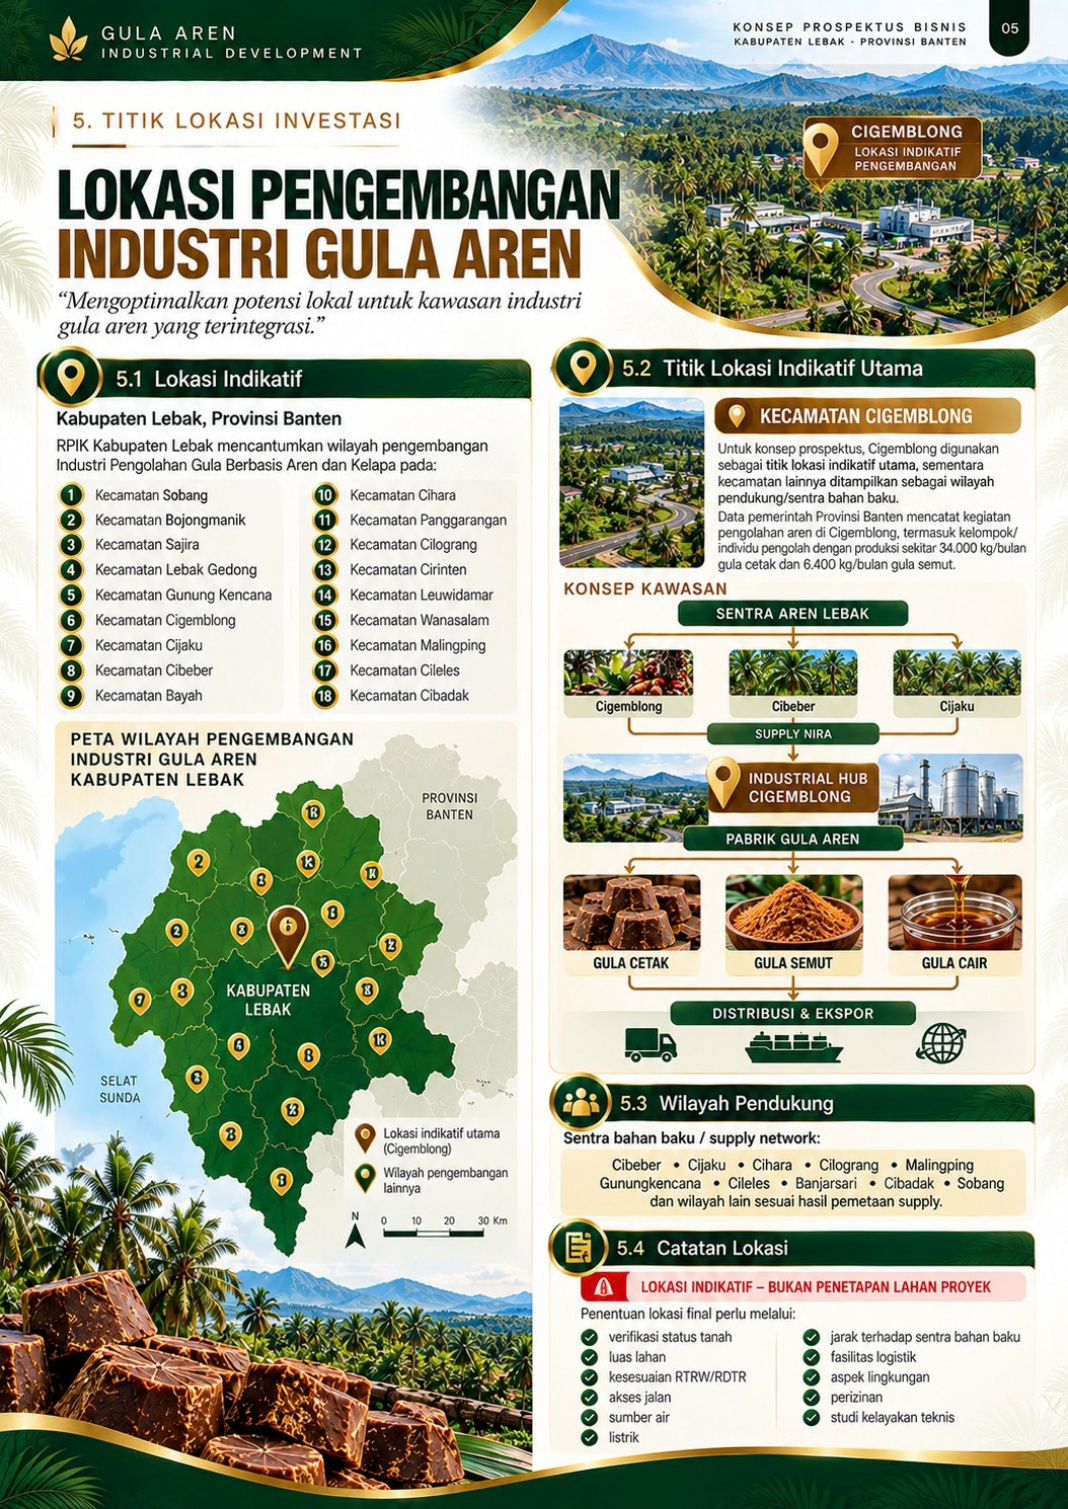 GULA AREN
INDUSTRIAL DEVELOPMENT
KONSEP PROSPEKTUS BISNIS
KABUPATEN LEBAK · PROVINSI BANTEN
05
5. TITIK LOKASI INVESTASI
LOKASI PENGEMBANGAN
INDUSTRI GULA AREN
“Mengoptimalkan potensi lokal untuk kawasan industri
gula aren yang terintegrasi.”
CIGEMBLONG
LOKASI INDIKATIF
PENGEMBANGAN
5.1 Lokasi Indikatif
Kabupaten Lebak, Provinsi Banten
RPIK Kabupaten Lebak mencantumkan wilayah pengembangan
Industri Pengolahan Gula Berbasis Aren dan Kelapa pada:
1 Kecamatan Sobang
2 Kecamatan Bojongmanik
3 Kecamatan Sajira
4 Kecamatan Lebak Gedong
5 Kecamatan Gunung Kencana
6 Kecamatan Cigemblong
7 Kecamatan Cijaku
8 Kecamatan Cibeber
9 Kecamatan Bayah
10 Kecamatan Cihara
11 Kecamatan Panggarangan
12 Kecamatan Cilograng
13 Kecamatan Cirinten
14 Kecamatan Leuwidamar
15 Kecamatan Wanasalam
16 Kecamatan Malingping
17 Kecamatan Cileles
18 Kecamatan Cibadak
PETA WILAYAH PENGEMBANGAN
INDUSTRI GULA AREN
KABUPATEN LEBAK
PROVINSI
BANTEN
2
2
6
7
3
KABUPATEN
LEBAK
SELAT
SUNDA
Lokasi indikatif utama
(Cigemblong)
Wilayah pengembangan
lainnya
N
0 10 20 30 Km
5.2 Titik Lokasi Indikatif Utama
KECAMATAN CIGEMBLONG
Untuk konsep prospektus, Cigemblong digunakan
sebagai titik lokasi indikatif utama, sementara
kecamatan lainnya ditampilkan sebagai wilayah
pendukung/sentra bahan baku.
Data pemerintah Provinsi Banten mencatat kegiatan
pengolahan aren di Cigemblong, termasuk kelompok/
individu pengolah dengan produksi sekitar 34.000 kg/bulan
gula cetak dan 6.400 kg/bulan gula semut.
KONSEP KAWASAN
SENTRA AREN LEBAK
Cigemblong
Cibeber
Cijaku
SUPPLY NIRA
INDUSTRIAL HUB
CIGEMBLONG
PABRIK GULA AREN
GULA CETAK
GULA SEMUT
GULA CAIR
DISTRIBUSI & EKSPOR
5.3 Wilayah Pendukung
Sentra bahan baku / supply network:
Cibeber • Cijaku • Cihara • Cilograng • Malingping
Gunungkencana • Cileles • Banjarsari • Cibadak • Sobang
dan wilayah lain sesuai hasil pemetaan supply.
5.4 Catatan Lokasi
LOKASI INDIKATIF – BUKAN PENETAPAN LAHAN PROYEK
Penentuan lokasi final perlu melalui:
verifikasi status tanah
luas lahan
kesesuaian RTRW/RDTR
akses jalan
sumber air
listrik
jarak terhadap sentra bahan baku
fasilitas logistik
aspek lingkungan
perizinan
studi kelayakan teknis